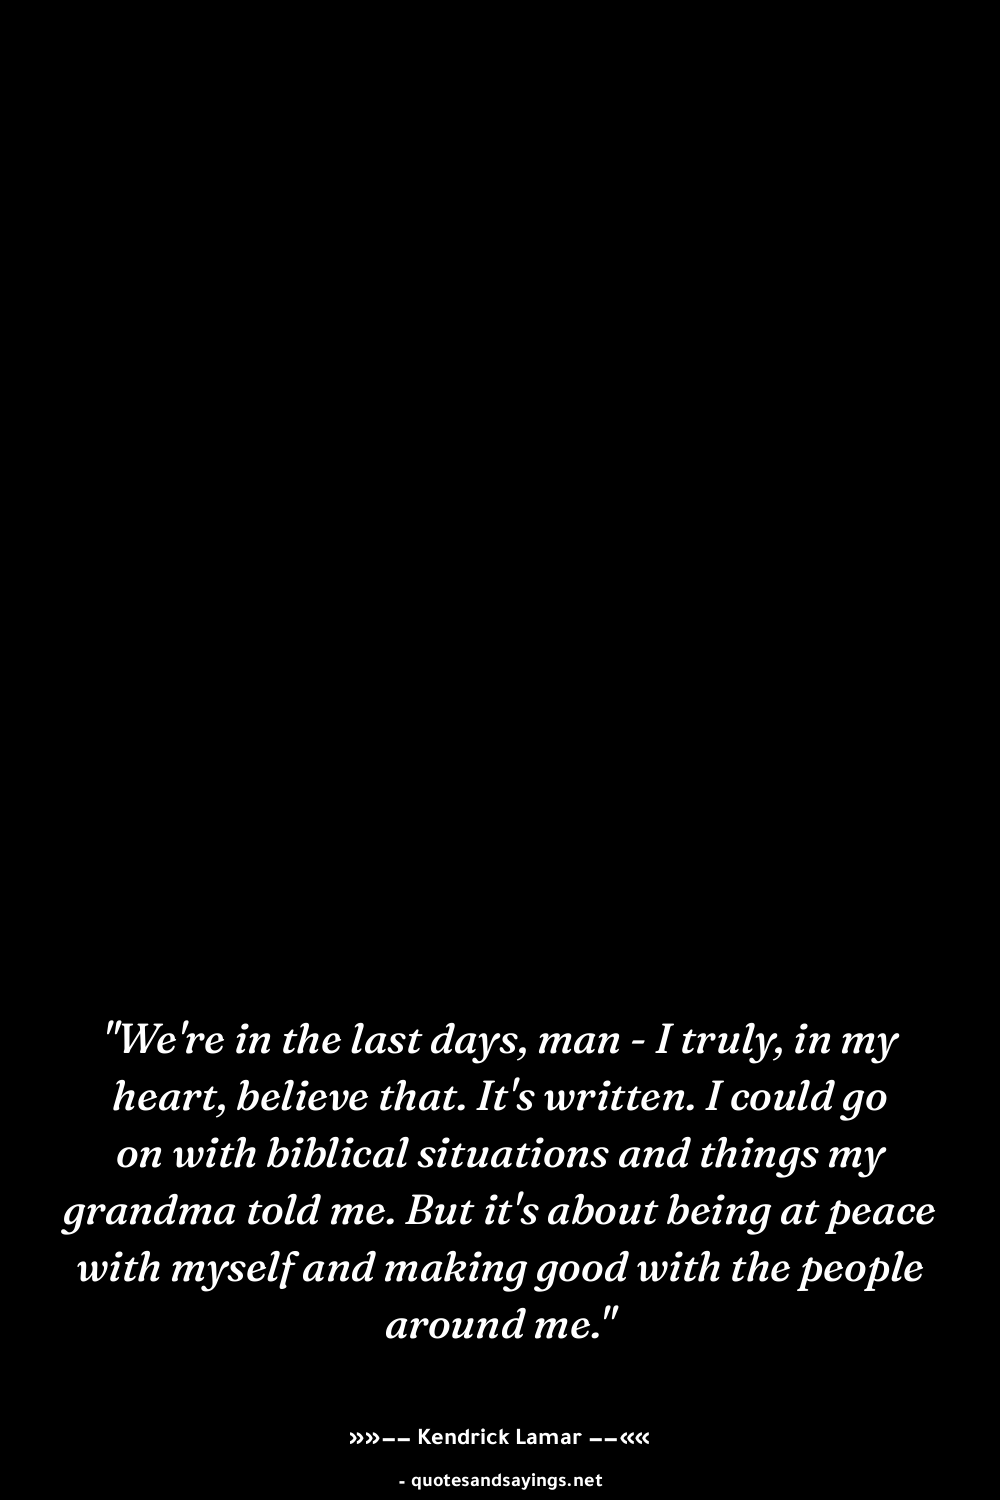 "We're in the last days, man - I truly, in my
heart, believe that. It's written. I could go
on with biblical situations and things my
grandma told me. But it's about being at peace
with myself and making good with the people
around me."
»»–– Kendrick Lamar ––««
- quotesandsayings.net